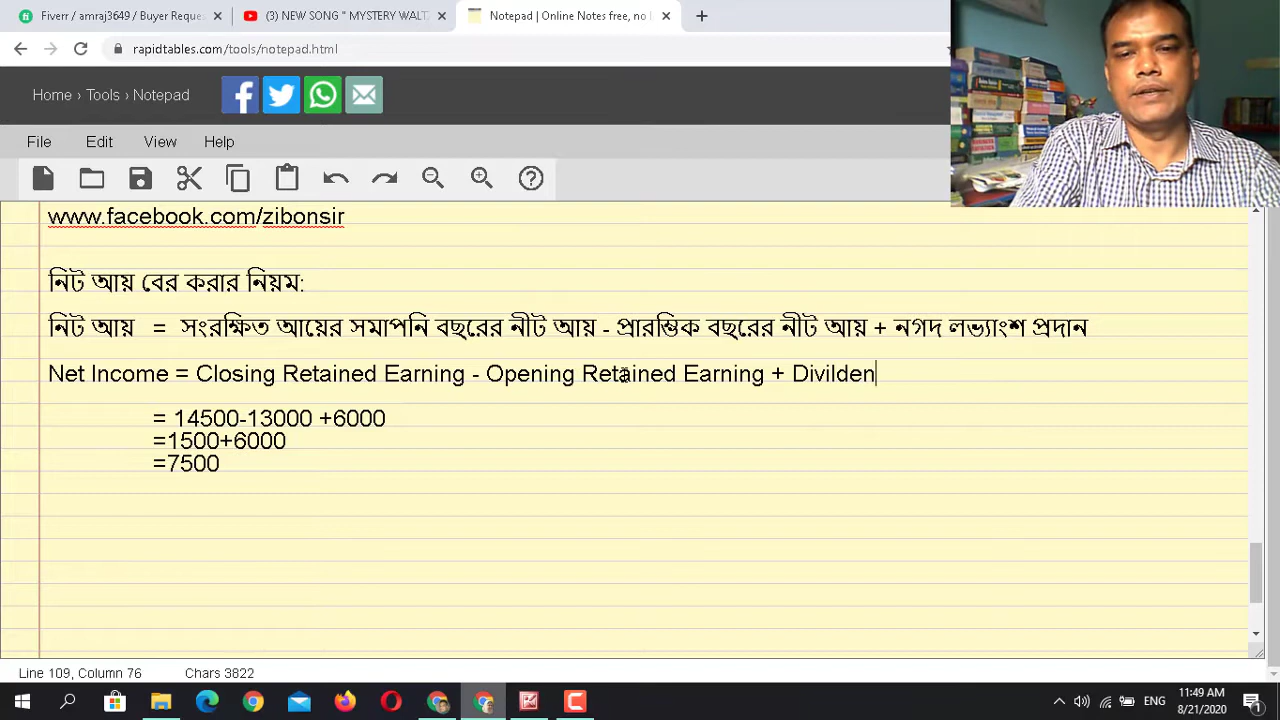 Fiverr / amraj3649 / Buyer Reque
(3) NEW SONG " MYSTERY WALT
Notepad | Online Notes free, no l
rapidtables.com/tools/notepad.html
Home › Tools › Notepad
File Edit View Help
www.facebook.com/zibonsir
নিট আয় বের করার নিয়ম:
নিট আয় = সংরক্ষিত আয়ের সমাপনি বছরের নীট আয় - প্রারম্ভিক বছরের নীট আয় + নগদ লভ্যাংশ প্রদান
Net Income = Closing Retained Earning - Opening Retained Earning + Divilden
= 14500-13000 +6000
=1500+6000
=7500
Line 109, Column 76 Chars 3822
ENG
11:49 AM
8/21/2020